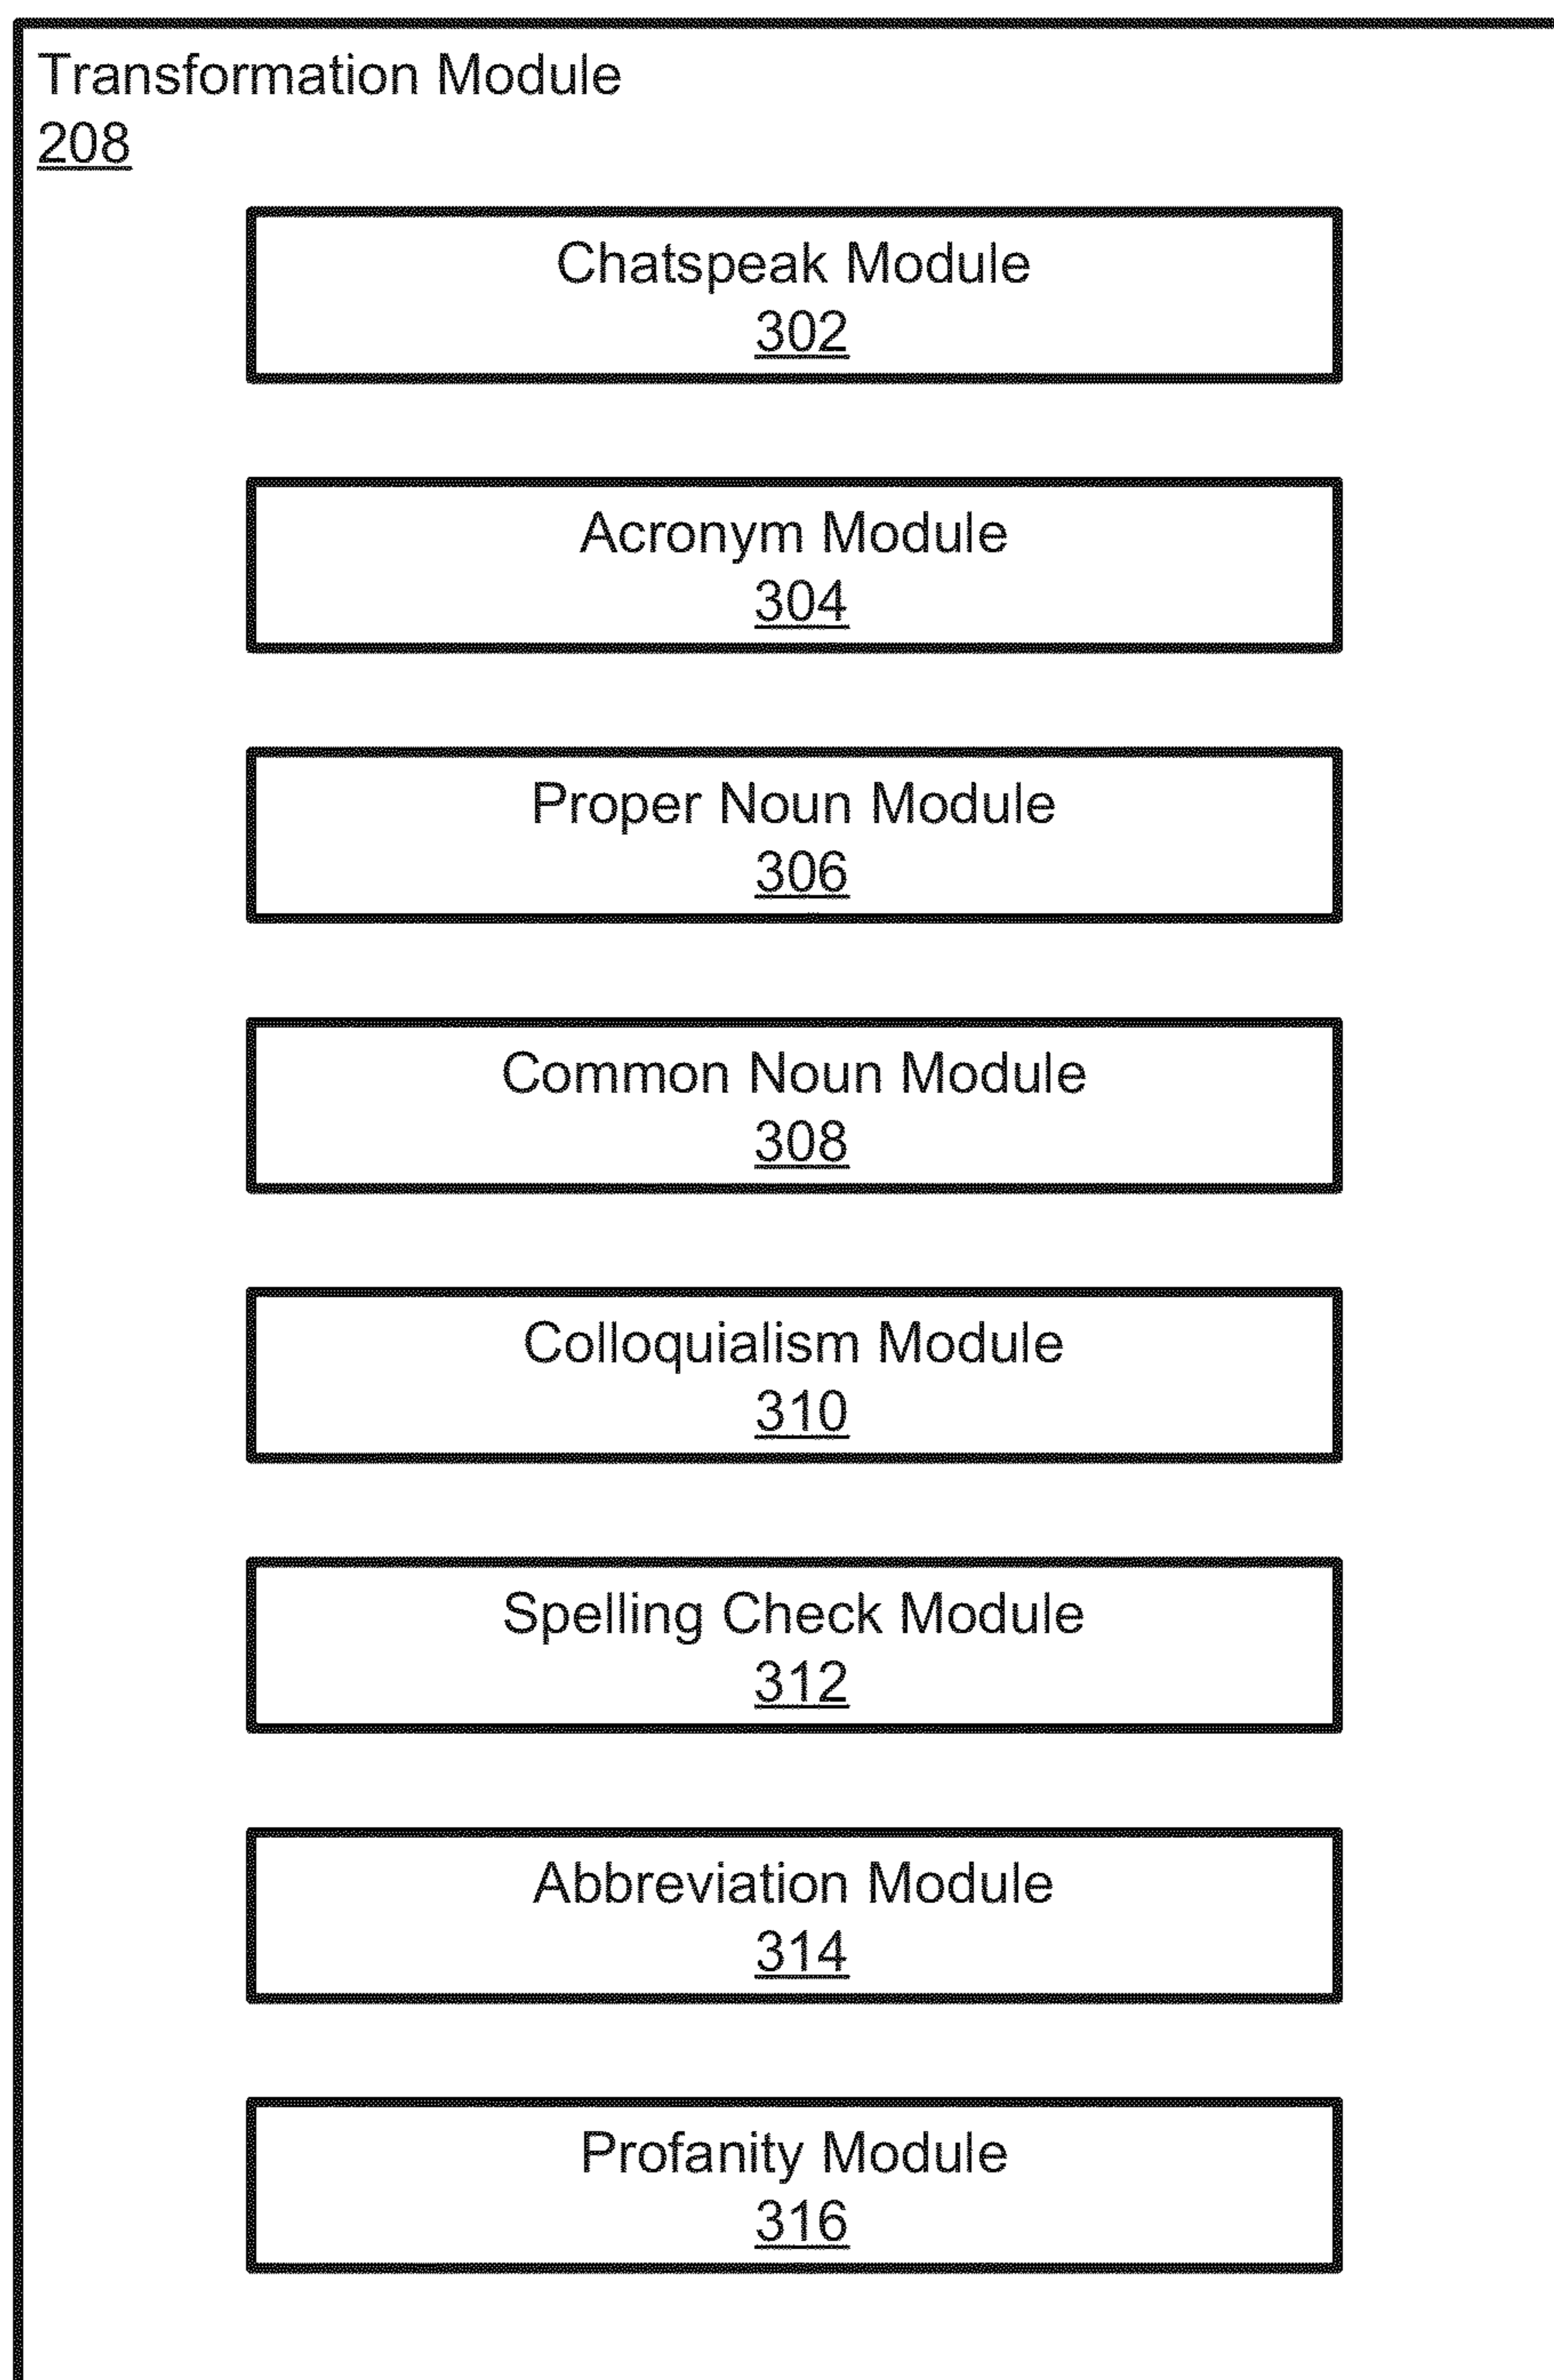 Transformation Module
208
Chatspeak Module
302
Acronym Module
304
Proper Noun Module
306
Common Noun Module
308
Colloquialism Module
310
Spelling Check Module
312
Abbreviation Module
314
Profanity Module
316